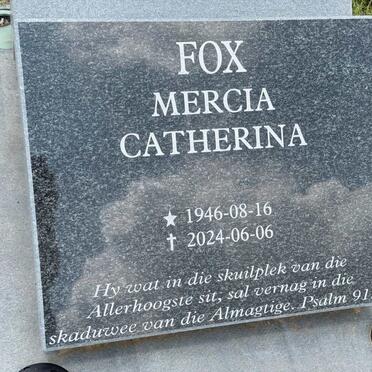 FOX
MERCIA
CATHERINA
★ 1946-08-16
✝ 2024-06-06
Hy wat in die skuilplek van die
Allerhoogste sit, sal vernag in die
skaduwee van die Almagtige. Psalm 91